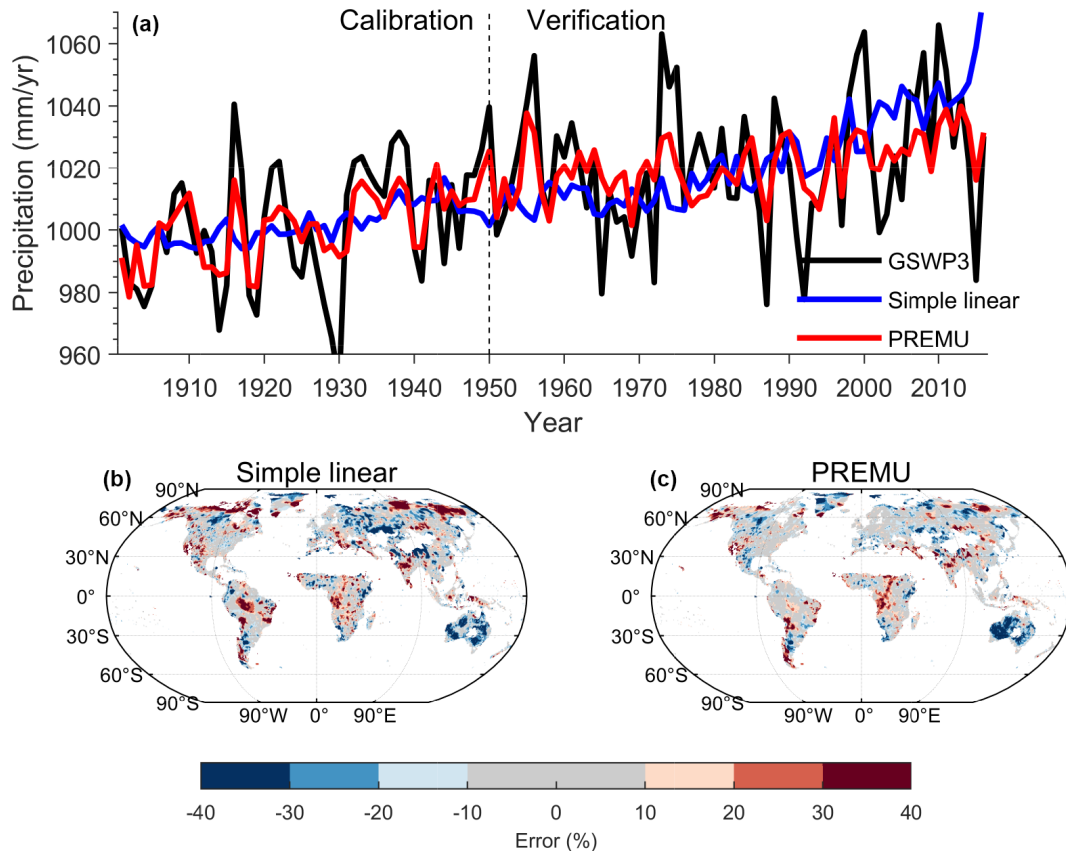 (a)
Calibration
Verification
Precipitation (mm/yr)
1060
1040
1020
1000
980
960
GSWP3
Simple linear
PREMU
1910 1920 1930 1940 1950 1960 1970 1980 1990 2000 2010
Year
(b) Simple linear
90°N
60°N
30°N
0°
30°S
60°S
90°S
90°W 0° 90°E
(c) PREMU
90°N
60°N
30°N
0°
30°S
60°S
90°S
90°W 0° 90°E
-40 -30 -20 -10 0 10 20 30 40
Error (%)